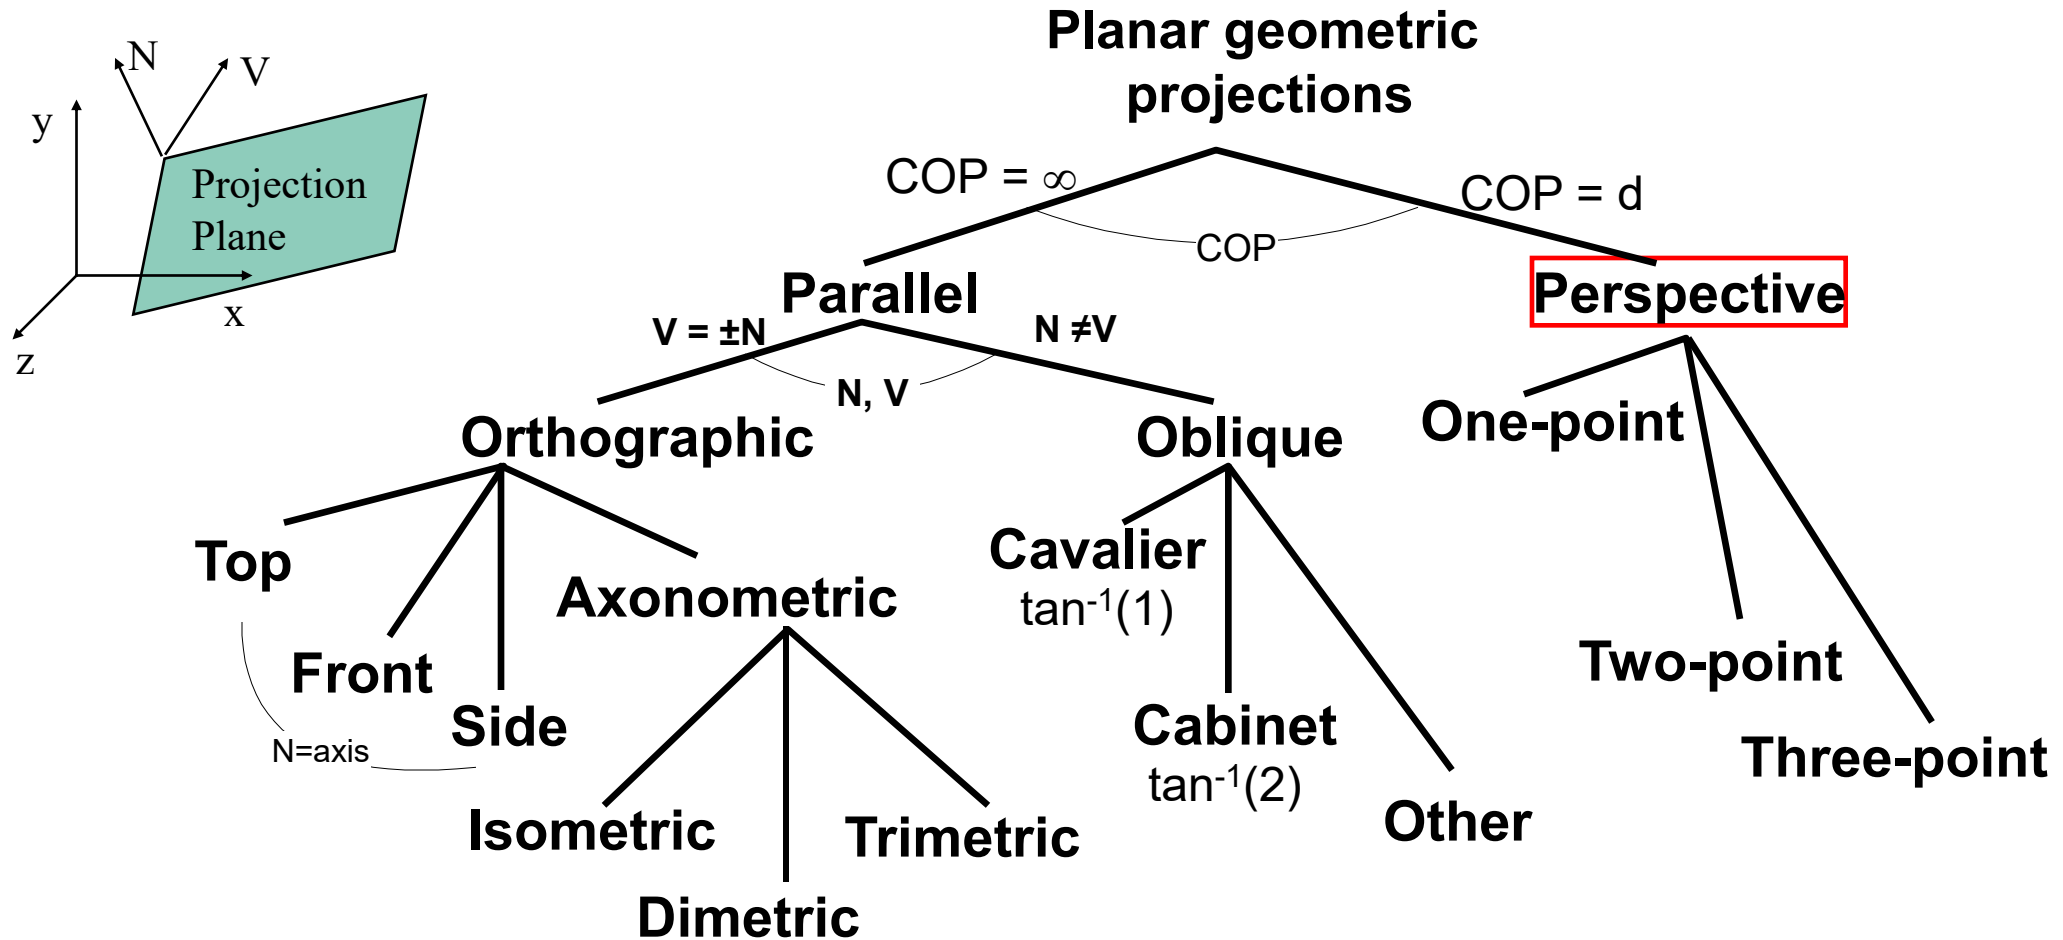 Planar geometric
projections
N
V
y
Projection
Plane
x
z
COP = ∞
COP = d
COP
Parallel
Perspective
V = ±N
N ≠V
N, V
Orthographic
Oblique
One-point
Top
Front
Side
N=axis
Axonometric
Cavalier
tan⁻¹(1)
Cabinet
tan⁻¹(2)
Other
Two-point
Three-point
Isometric
Dimetric
Trimetric